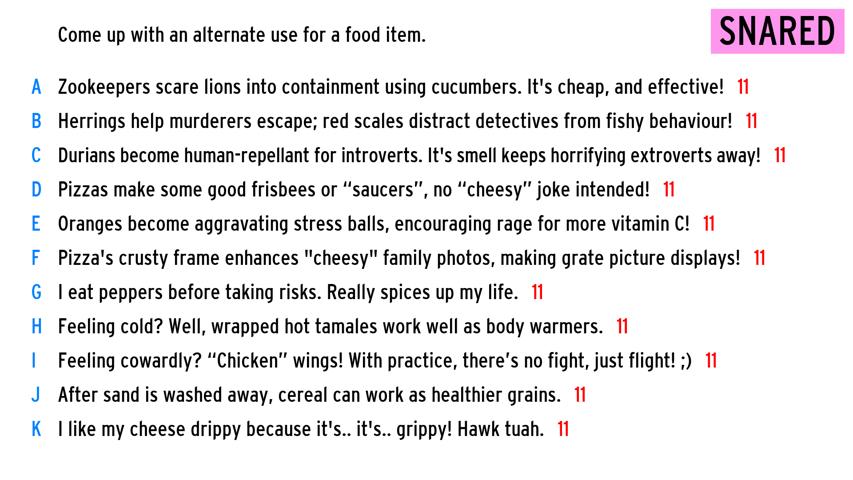 Come up with an alternate use for a food item.
SNARED
A Zookeepers scare lions into containment using cucumbers. It's cheap, and effective! 11
B Herrings help murderers escape; red scales distract detectives from fishy behaviour! 11
C Durians become human-repellant for introverts. It's smell keeps horrifying extroverts away! 11
D Pizzas make some good frisbees or “saucers”, no “cheesy” joke intended! 11
E Oranges become aggravating stress balls, encouraging rage for more vitamin C! 11
F Pizza's crusty frame enhances "cheesy" family photos, making grate picture displays! 11
G I eat peppers before taking risks. Really spices up my life. 11
H Feeling cold? Well, wrapped hot tamales work well as body warmers. 11
I Feeling cowardly? “Chicken” wings! With practice, there’s no fight, just flight! ;) 11
J After sand is washed away, cereal can work as healthier grains. 11
K I like my cheese drippy because it's.. it's.. grippy! Hawk tuah. 11